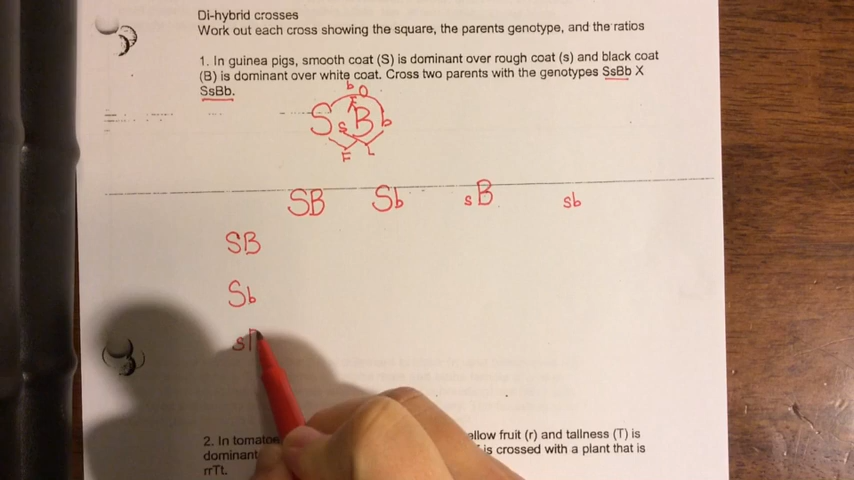 Di-hybrid crosses
Work out each cross showing the square, the parents genotype, and the ratios
1. In guinea pigs, smooth coat (S) is dominant over rough coat (s) and black coat
(B) is dominant over white coat. Cross two parents with the genotypes SsBb X
SsBb.
O
F
SsBb
F L
SB Sb sB sb
SB
Sb
s
2. In tomatoe
ellow fruit (r) and tallness (T) is
dominant
is crossed with a plant that is
rrTt.